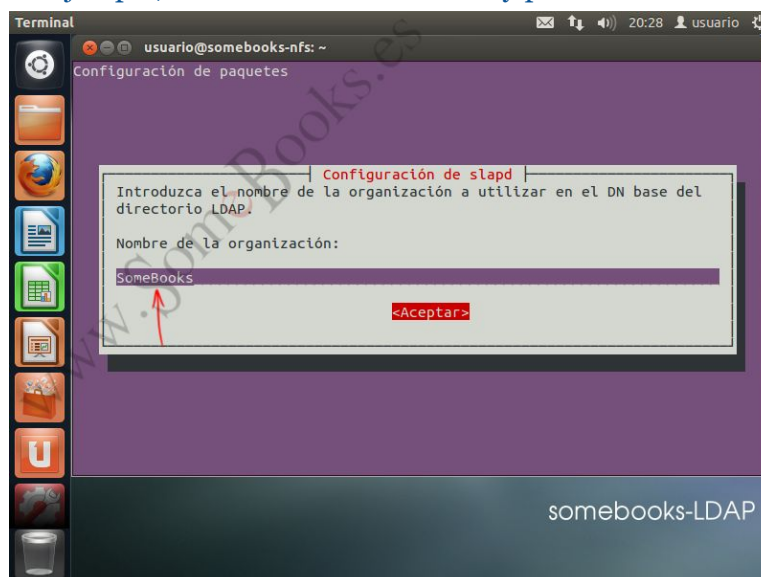 Terminal
20:28 usuario
usuario@somebooks-nfs: ~
Configuración de paquetes
Configuración de slapd
Introduzca el nombre de la organización a utilizar en el DN base del
directorio LDAP.
Nombre de la organización:
SomeBooks
<Aceptar>
www.SomeBooks.es
somebooks-LDAP